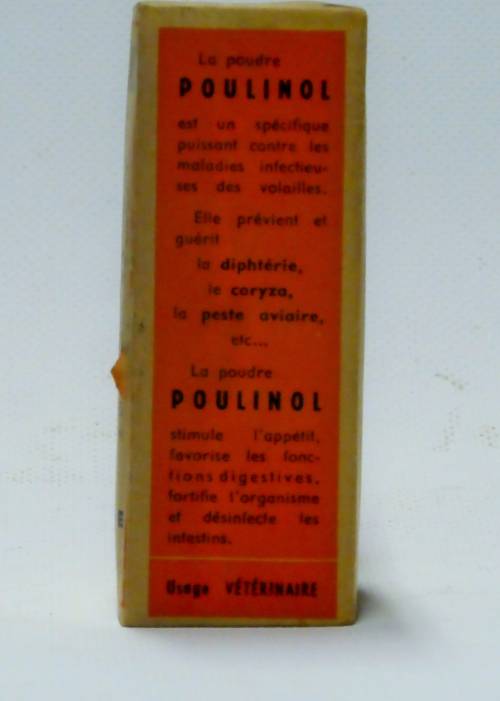 La poudre
POULINOL
est un spécifique
puissant contre les
maladies infectieu-
ses des volailles.
Elle prévient et
guérit
la diphtérie,
le coryza,
la peste aviaire,
etc...
La poudre
POULINOL
stimule l'appétit,
favorise les fonc-
tions digestives,
fortifie l'organisme
et désinfecte les
intestins.
Usage VÉTÉRINAIRE